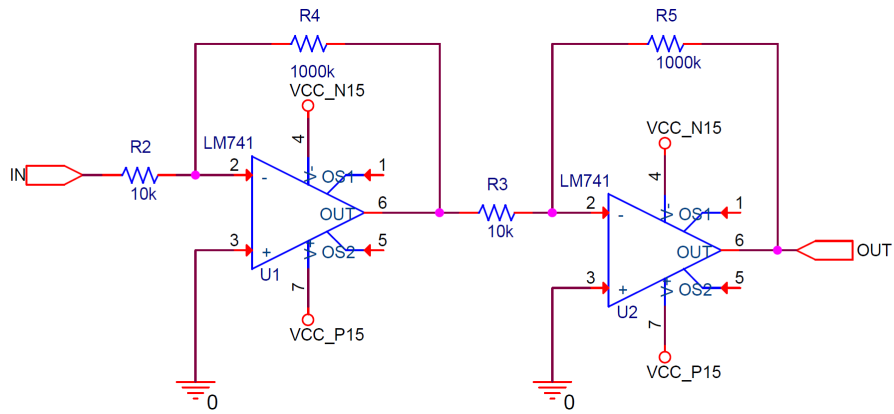 R4
1000k
VCC_N15
R2
10k
LM741
IN
2
-
4
V-
OS1
1
OUT
6
3
+
V+
OS2
5
U1
7
VCC_P15
0
R5
1000k
VCC_N15
R3
10k
LM741
2
-
4
V-
OS1
1
OUT
6
OUT
3
+
V+
OS2
5
U2
7
VCC_P15
0